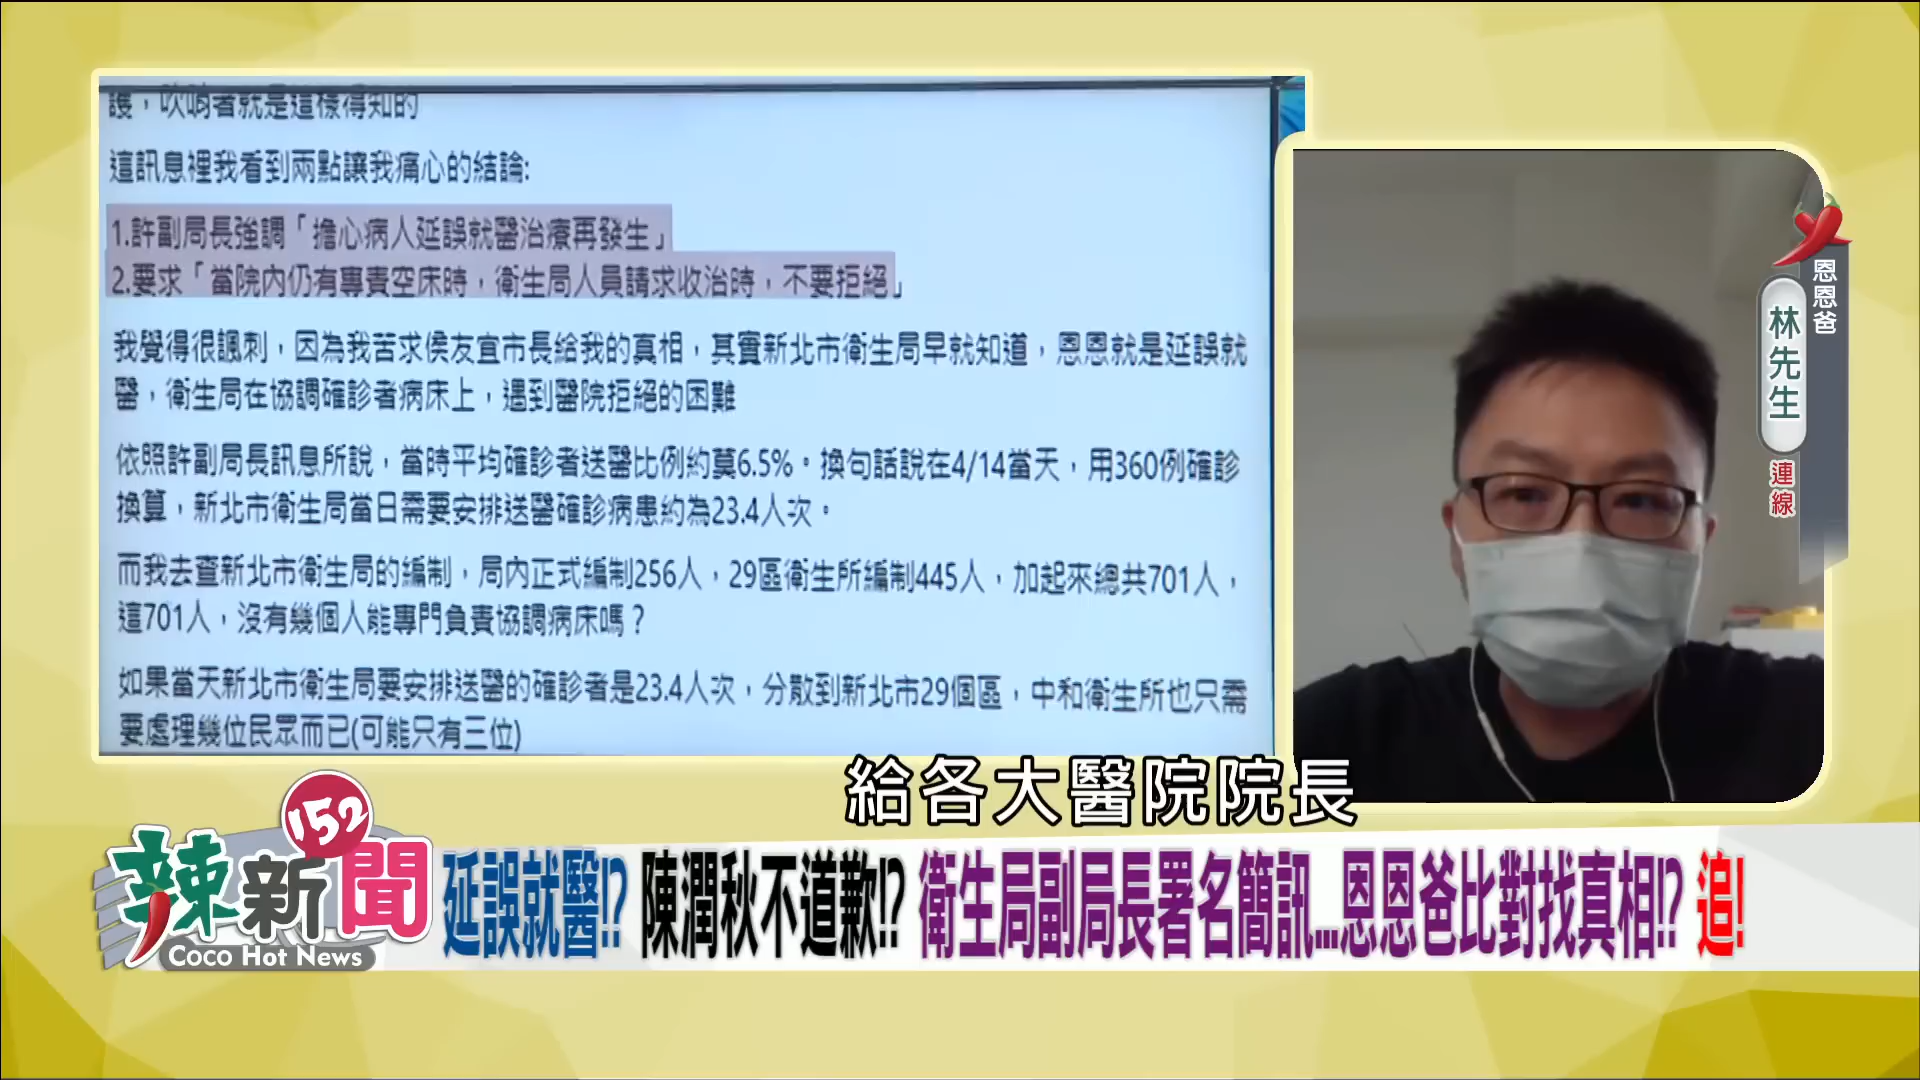 護，吹哨者就是這樣得知的
這訊息裡我看到兩點讓我痛心的結論:
1.許副局長強調「擔心病人延誤就醫治療再發生」
2.要求「當院內仍有專責空床時，衛生局人員請求收治時，不要拒絕」
我覺得很諷刺，因為我苦求侯友宜市長給我的真相，其實新北市衛生局早就知道，恩恩就是延誤就
醫，衛生局在協調確診者病床上，遇到醫院拒絕的困難
依照許副局長訊息所說，當時平均確診者送醫比例約莫6.5%。換句話說在4/14當天，用360例確診
換算，新北市衛生局當日需要安排送醫確診病患約為23.4人次。
而我去查新北市衛生局的編制，局內正式編制256人，29區衛生所編制445人，加起來總共701人，
這701人，沒有幾個人能專門負責協調病床嗎？
如果當天新北市衛生局要安排送醫的確診者是23.4人次，分散到新北市29個區，中和衛生所也只需
要處理幾位民眾而已(可能只有三位)
恩恩爸
林先生
連線
給各大醫院院長
152
辣新聞
Coco Hot News
延誤就醫!? 陳潤秋不道歉!? 衛生局副局長署名簡訊...恩恩爸比對找真相!? 追!